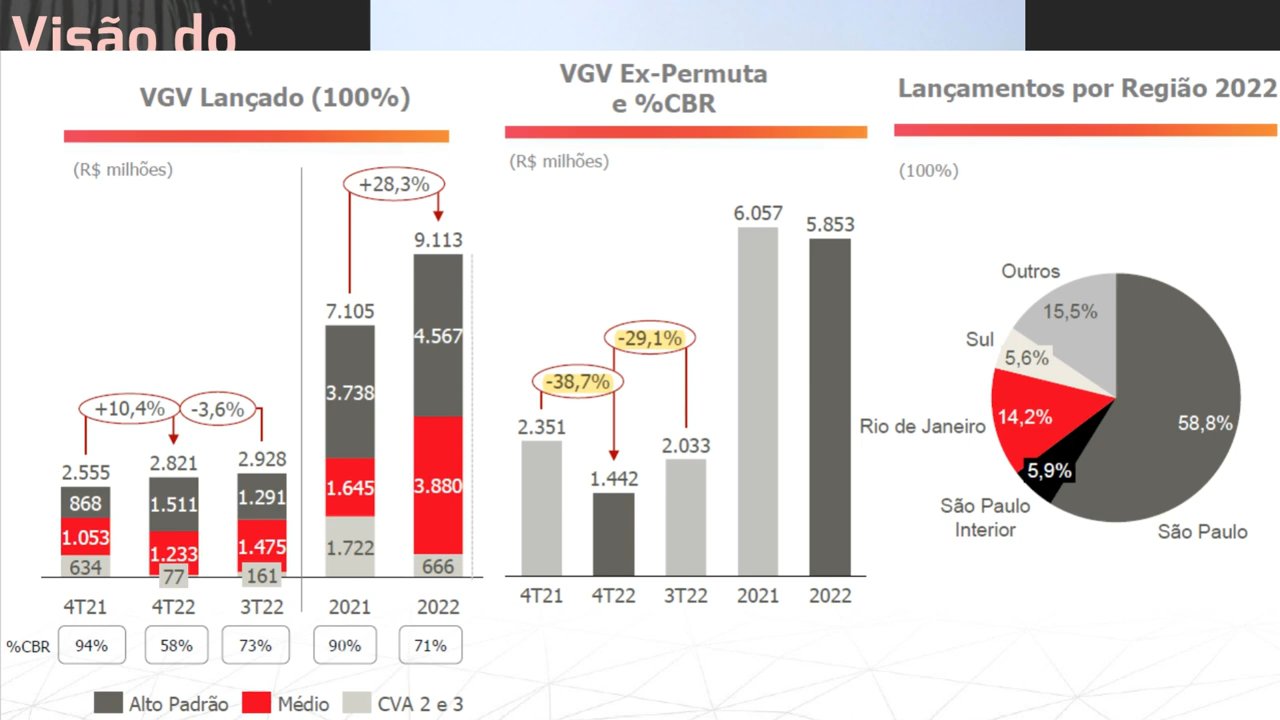 Visão do
VGV Lançado (100%)
(R$ milhões)
+28,3%
9.113
7.105
4.567
3.738
+10,4%
-3,6%
2.555
2.821
2.928
868
1.511
1.291
1.645
3.880
1.053
1.233
1.475
1.722
634
77
161
666
4T21
4T22
3T22
2021
2022
%CBR
94%
58%
73%
90%
71%
Alto Padrão
Médio
CVA 2 e 3
VGV Ex-Permuta
e %CBR
(R$ milhões)
6.057
5.853
-29,1%
-38,7%
2.351
1.442
2.033
4T21
4T22
3T22
2021
2022
Lançamentos por Região 2022
(100%)
Outros
15,5%
Sul
5,6%
Rio de Janeiro
14,2%
58,8%
5,9%
São Paulo
Interior
São Paulo